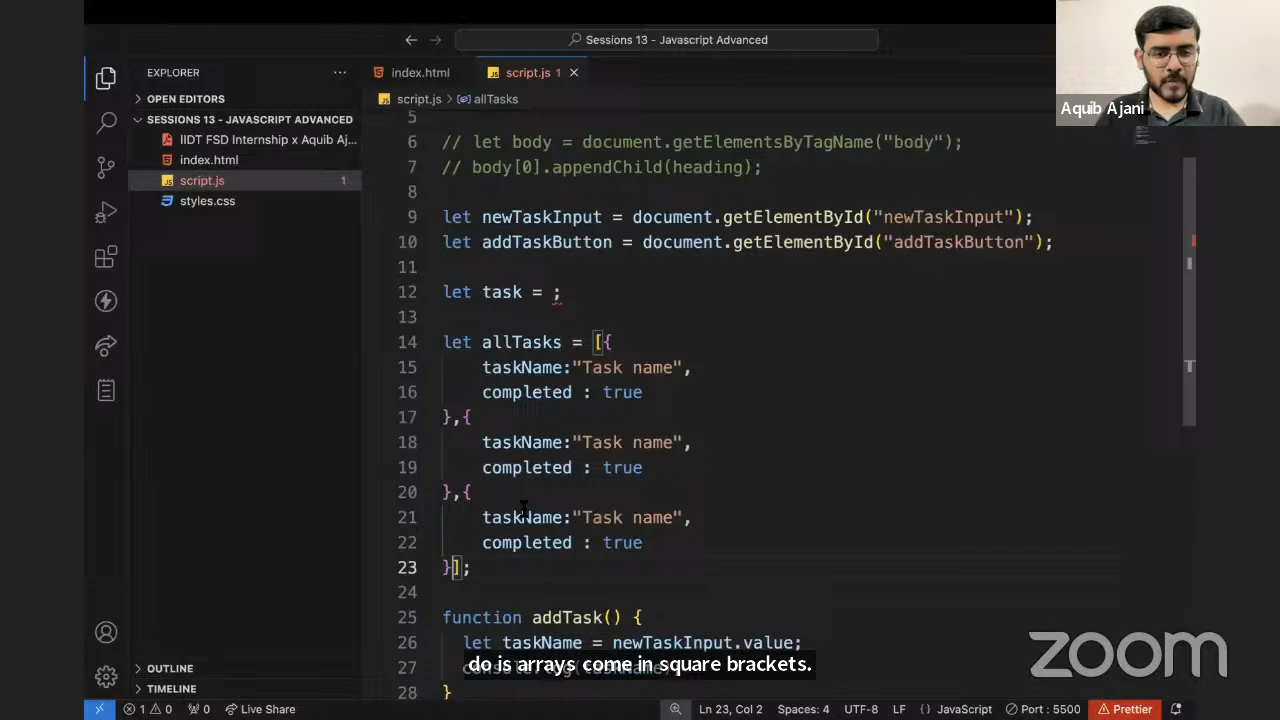 Sessions 13 - Javascript Advanced
Aquib Ajani
EXPLORER
index.html
script.js 1
OPEN EDITORS
script.js > allTasks
SESSIONS 13 - JAVASCRIPT ADVANCED
IIDT FSD Internship x Aquib Aj...
index.html
script.js 1
styles.css
5
6 // let body = document.getElementsByTagName("body");
7 // body[0].appendChild(heading);
8
9 let newTaskInput = document.getElementById("newTaskInput");
10 let addTaskButton = document.getElementById("addTaskButton");
11
12 let task = ;
13
14 let allTasks = [{
15 taskName:"Task name",
16 completed : true
17 },{
18 taskName:"Task name",
19 completed : true
20 },{
21 taskName:"Task name",
22 completed : true
23 }];
24
25 function addTask() {
26 let taskName = newTaskInput.value;
27
28 }
do is arrays come in square brackets.
zoom
OUTLINE
TIMELINE
1 0 0 Live Share Ln 23, Col 2 Spaces: 4 UTF-8 LF {} JavaScript Port : 5500 Prettier